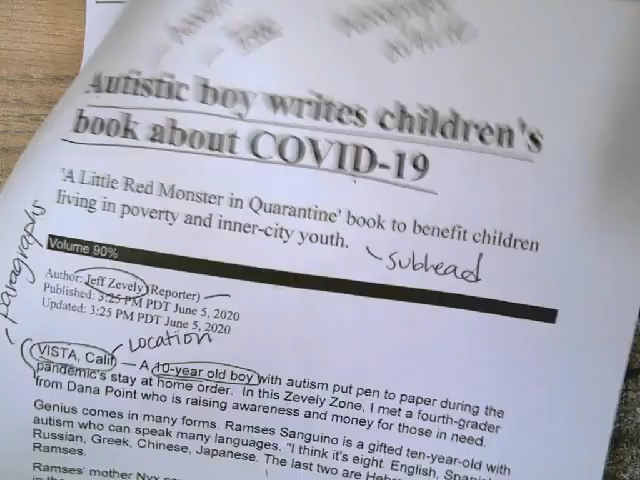 Autistic boy writes children's
book about COVID-19
'A Little Red Monster in Quarantine' book to benefit children
living in poverty and inner-city youth.
subhead
Volume 90%
paragraphs
Author: Jeff Zevely (Reporter)
Published: 3:25 PM PDT June 5, 2020
Updated: 3:25 PM PDT June 5, 2020
Location
VISTA, Calif — A 10-year old boy with autism put pen to paper during the
pandemic's stay at home order. In this Zevely Zone, I met a fourth-grader
from Dana Point who is raising awareness and money for those in need.
Genius comes in many forms. Ramses Sanguino is a gifted ten-year-old with
autism who can speak many languages. "I think it's eight. English,
Russian, Greek, Chinese, Japanese. The last two are
Ramses.
Ramses' mother